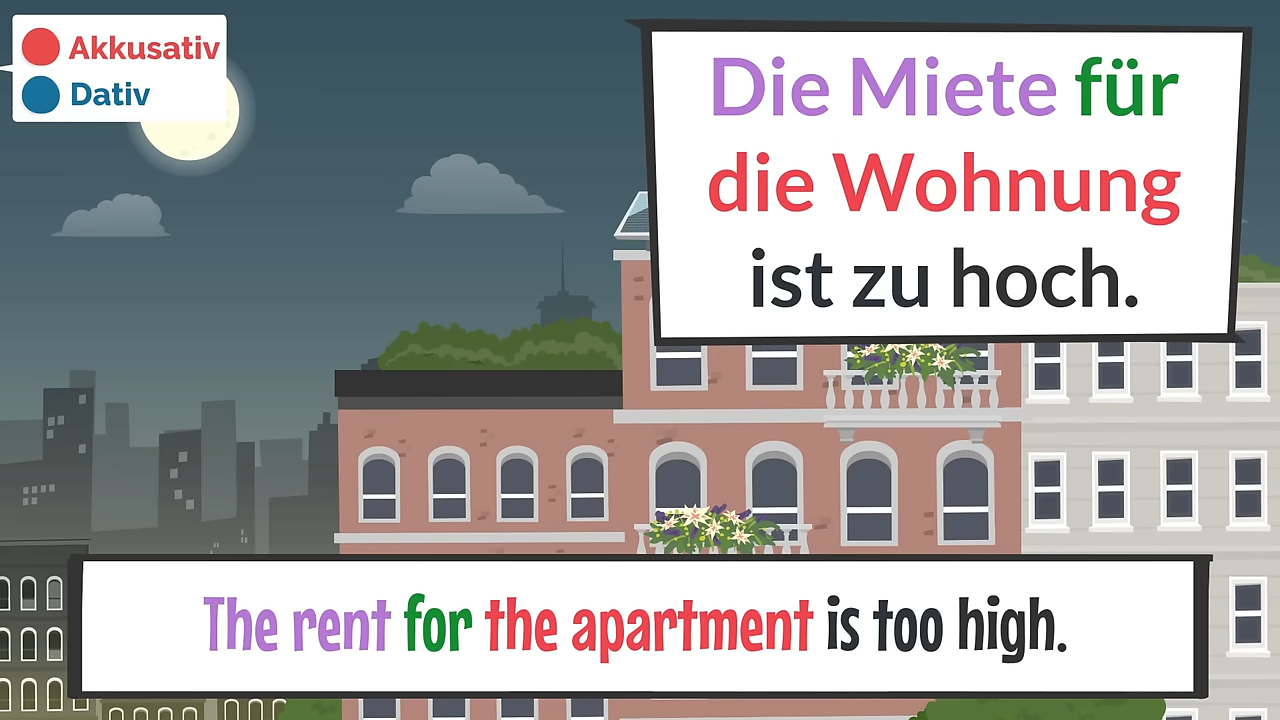 Akkusativ
Dativ
Die Miete für
die Wohnung
ist zu hoch.
The rent for the apartment is too high.